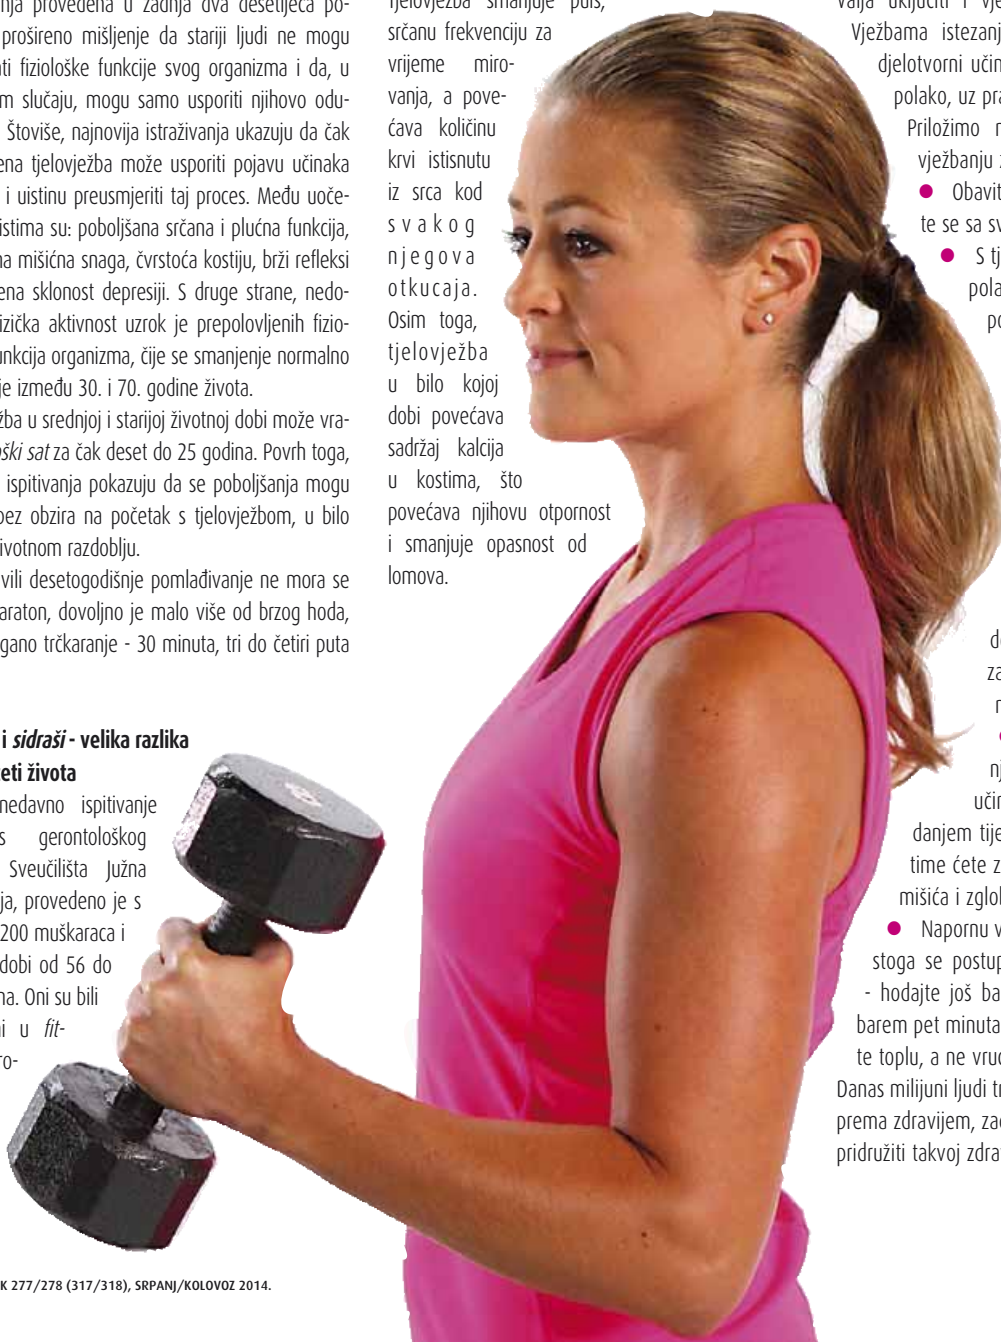 nja provedena u zadnja dva desetljeća po-
prošireno mišljenje da stariji ljudi ne mogu
ati fiziološke funkcije svog organizma i da, u
m slučaju, mogu samo usporiti njihovo odu-
Štoviše, najnovija istraživanja ukazuju da čak
ena tjelovježba može usporiti pojavu učinaka
i uistinu preusmjeriti taj proces. Među uoče-
istima su: poboljšana srčana i plućna funkcija,
na mišićna snaga, čvrstoća kostiju, brži refleksi
ena sklonost depresiji. S druge strane, nedo-
izička aktivnost uzrok je prepolovljenih fizio-
unkcija organizma, čije se smanjenje normalno
je između 30. i 70. godine života.
žba u srednjoj i starijoj životnoj dobi može vra-
ški sat za čak deset do 25 godina. Povrh toga,
ispitivanja pokazuju da se poboljšanja mogu
bez obzira na početak s tjelovježbom, u bilo
ivotnom razdoblju.
vili desetogodišnje pomlađivanje ne mora se
araton, dovoljno je malo više od brzog hoda,
gano trčkaranje - 30 minuta, tri do četiri puta
i sidraši - velika razlika
eti života
nedavno ispitivanje
s gerontološkog
Sveučilišta Južna
ja, provedeno je s
200 muškaraca i
dobi od 56 do
na. Oni su bili
i u fit-
ro-
Tjelovježba smanjuje puls,
srčanu frekvenciju za
vrijeme miro-
vanja, a pove-
ćava količinu
krvi istisnutu
iz srca kod
svakog
njegova
otkucaja.
Osim toga,
tjelovježba
u bilo kojoj
dobi povećava
sadržaj kalcija
u kostima, što
povećava njihovu otpornost
i smanjuje opasnost od
lomova.
Valja uključiti i vje
Vježbama istezanj
djelotvorni učin
polako, uz pra
Priložimo n
vježbanju z
● Obavit
te se sa sv
● S tj
pola
po
do
za
n
●
nj
učin
danjem tije
time ćete z
mišića i zglob
● Napornu v
stoga se postup
- hodajte još ba
barem pet minuta
te toplu, a ne vruć
Danas milijuni ljudi tr
prema zdravijem, zad
pridružiti takvoj zdra
K 277/278 (317/318), SRPANJ/KOLOVOZ 2014.